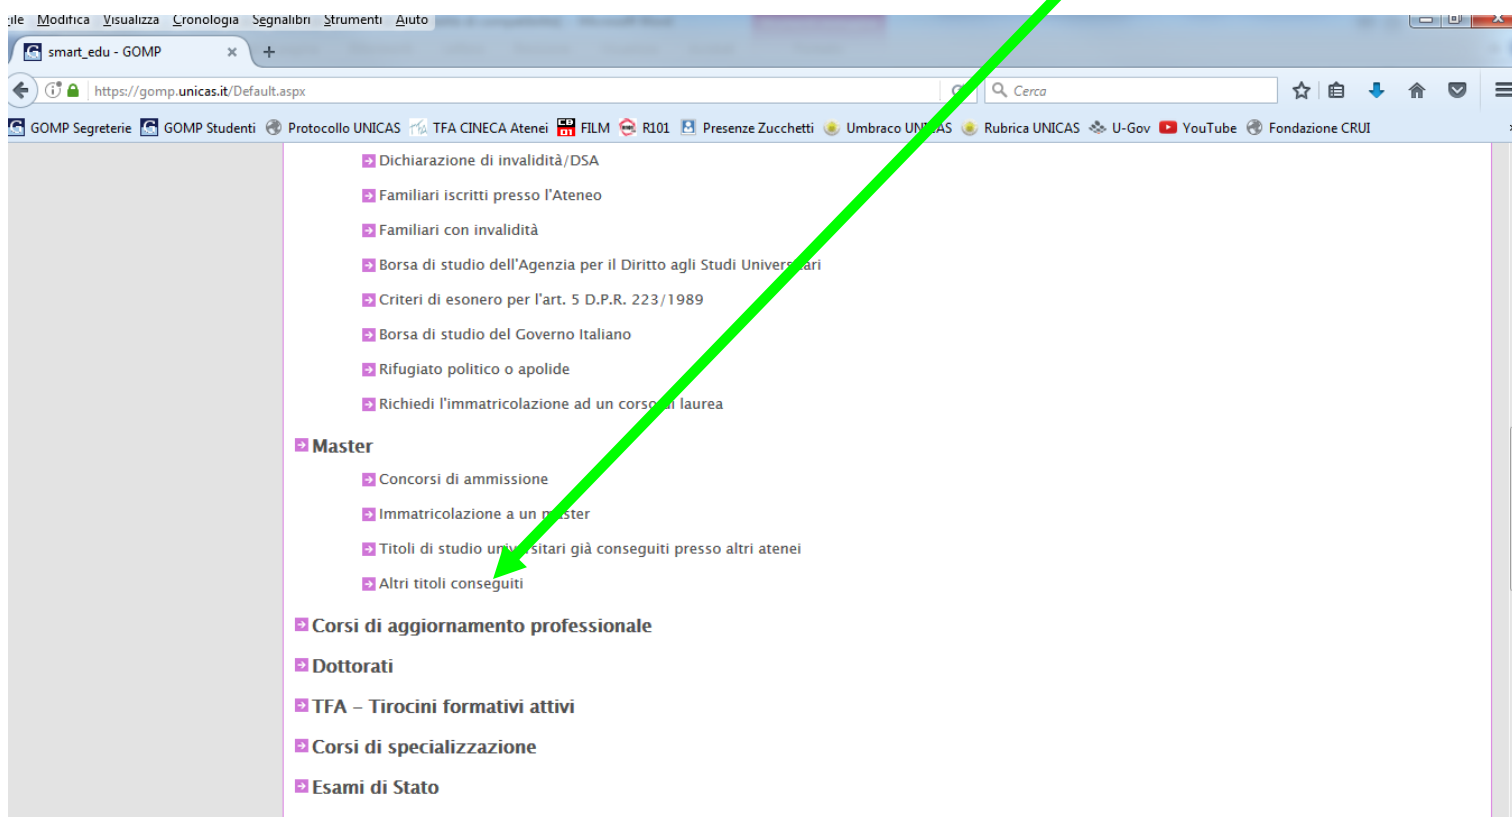 ile Modifica Visualizza Cronologia Segnalibri Strumenti Aiuto
smart_edu - GOMP × +
https://gomp.unicas.it/Default.aspx Cerca
GOMP Segreterie GOMP Studenti Protocollo UNICAS TFA CINECA Atenei FILM R101 Presenze Zucchetti Umbraco UNICAS Rubrica UNICAS U-Gov YouTube Fondazione CRUI
Dichiarazione di invalidità/DSA
Familiari iscritti presso l'Ateneo
Familiari con invalidità
Borsa di studio dell'Agenzia per il Diritto agli Studi Universitari
Criteri di esonero per l'art. 5 D.P.R. 223/1989
Borsa di studio del Governo Italiano
Rifugiato politico o apolide
Richiedi l'immatricolazione ad un corso di laurea
Master
Concorsi di ammissione
Immatricolazione a un master
Titoli di studio universitari già conseguiti presso altri atenei
Altri titoli conseguiti
Corsi di aggiornamento professionale
Dottorati
TFA – Tirocini formativi attivi
Corsi di specializzazione
Esami di Stato